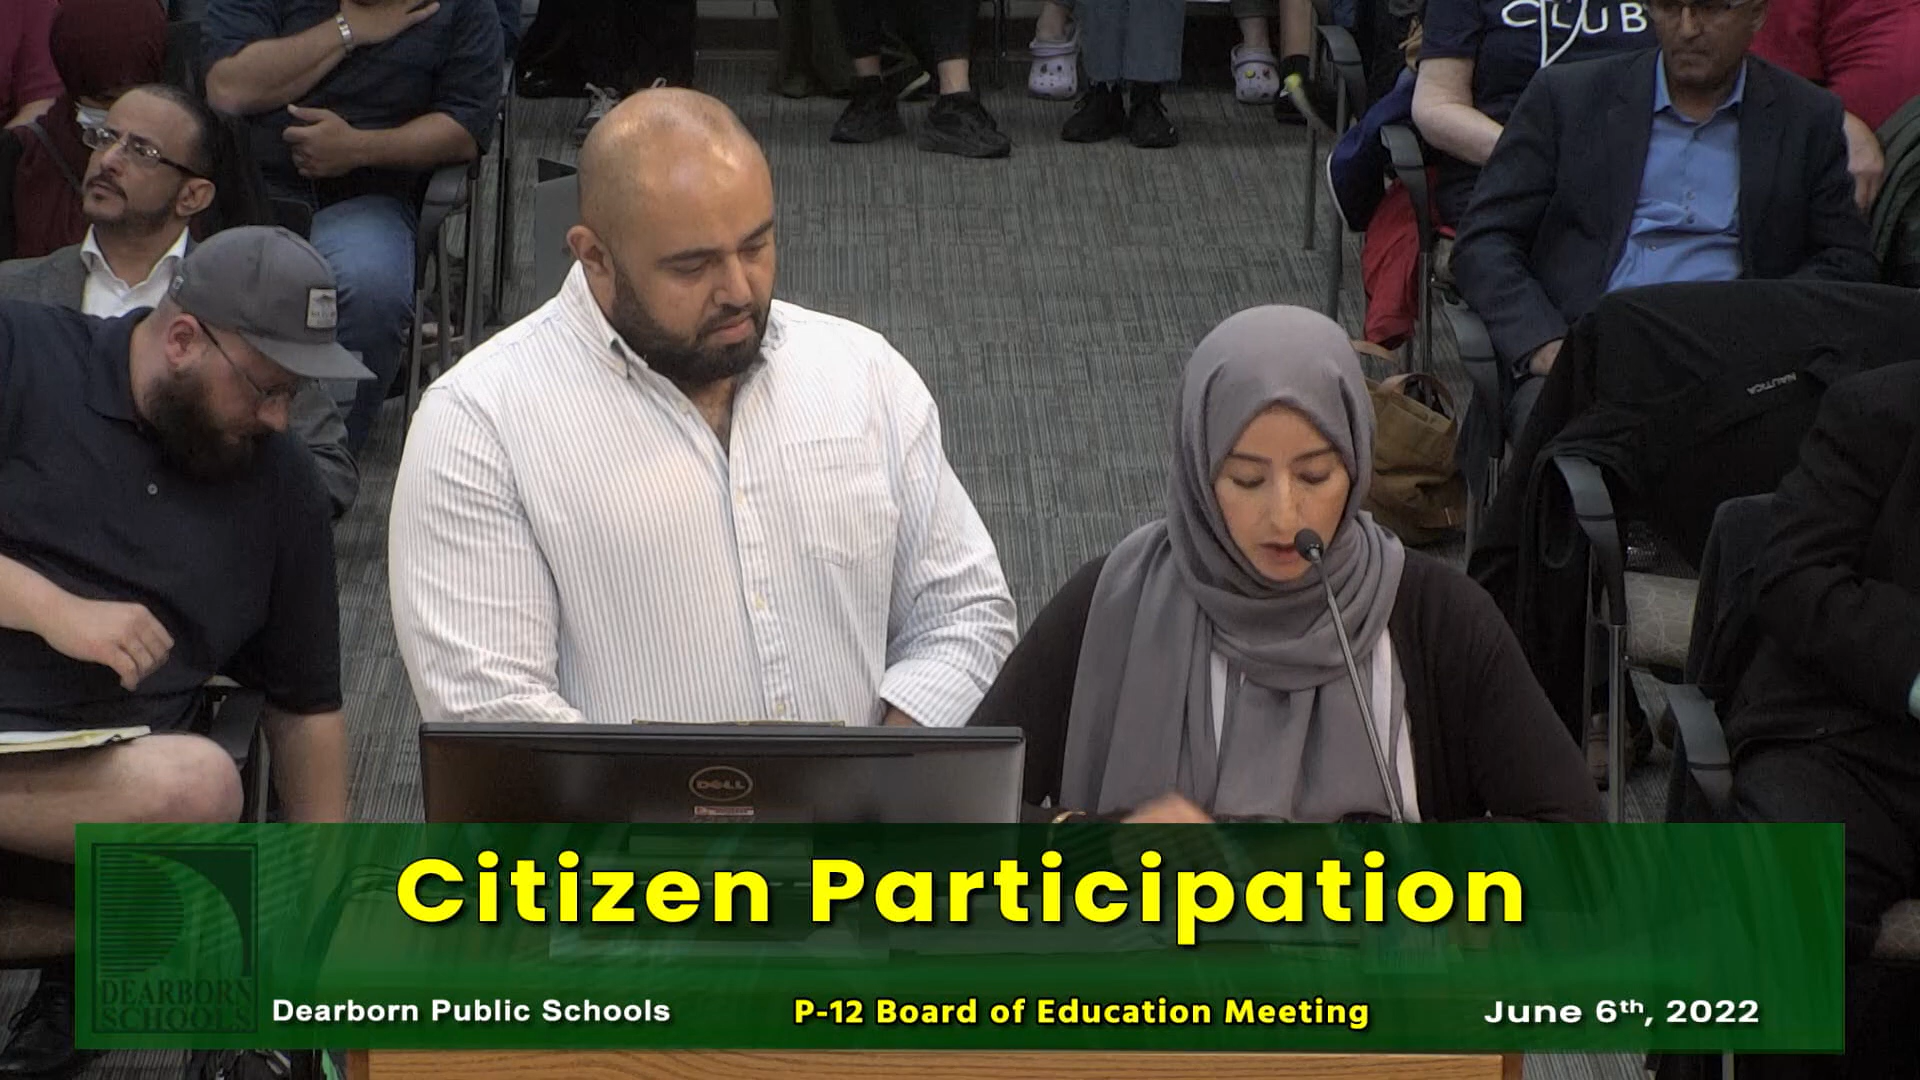 CLUB
NAUTICA
DELL
Citizen Participation
DEARBORN
SCHOOLS
Dearborn Public Schools
P-12 Board of Education Meeting
June 6th, 2022